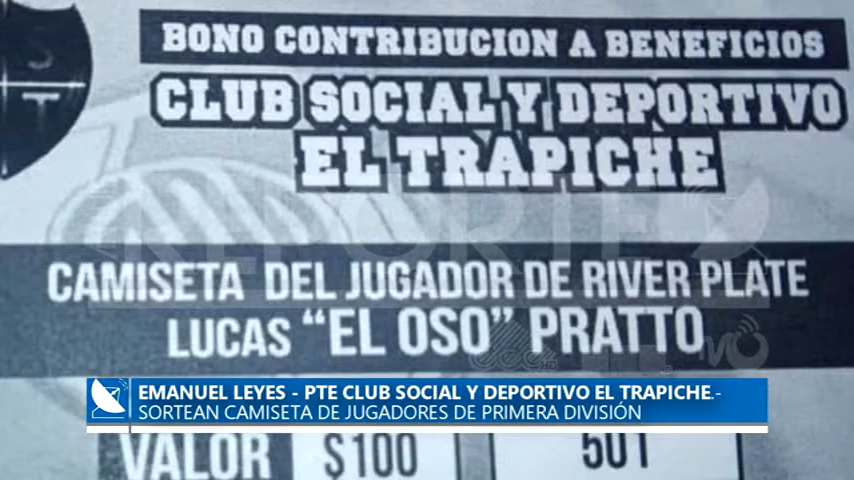 S
T
BONO CONTRIBUCION A BENEFICIOS
CLUB SOCIAL Y DEPORTIVO
EL TRAPICHE
REPORTE
CAMISETA DEL JUGADOR DE RIVER PLATE
LUCAS "EL OSO" PRATTO
EMANUEL LEYES - PTE CLUB SOCIAL Y DEPORTIVO EL TRAPICHE.-
SORTEAN CAMISETA DE JUGADORES DE PRIMERA DIVISIÓN
VALOR $100 501